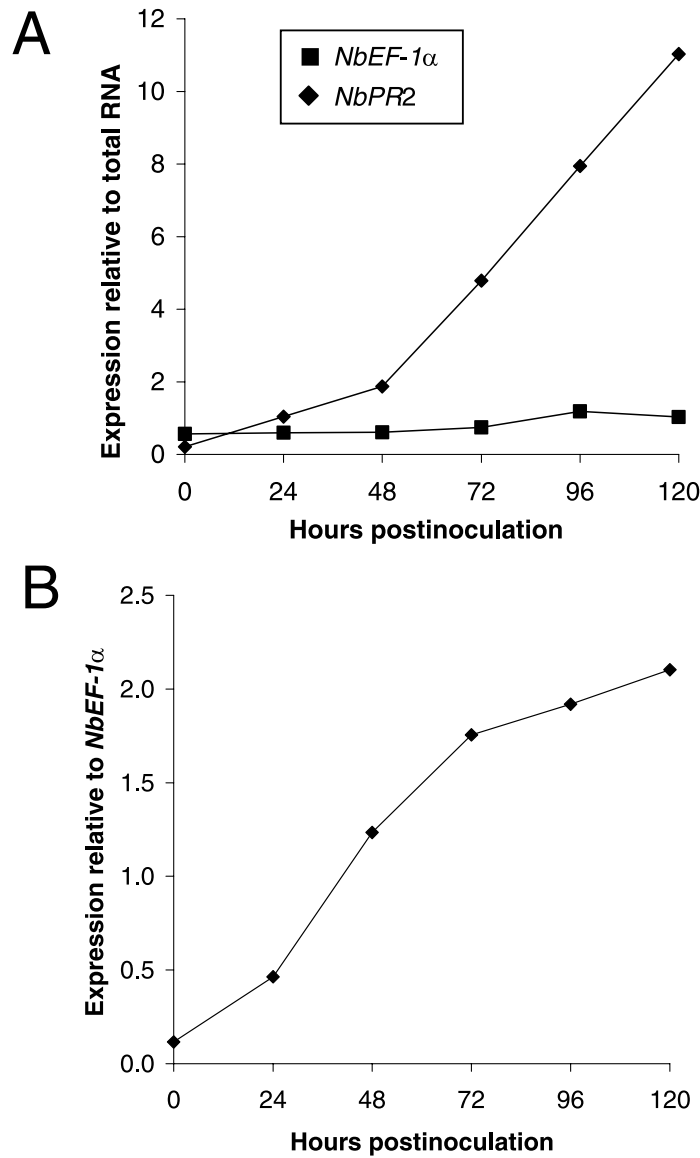 A
Expression relative to total RNA
12
10
8
6
4
2
0
NbEF-1α
NbPR2
0 24 48 72 96 120
Hours postinoculation
B
Expression relative to NbEF-1α
2.5
2.0
1.5
1.0
0.5
0.0
0 24 48 72 96 120
Hours postinoculation